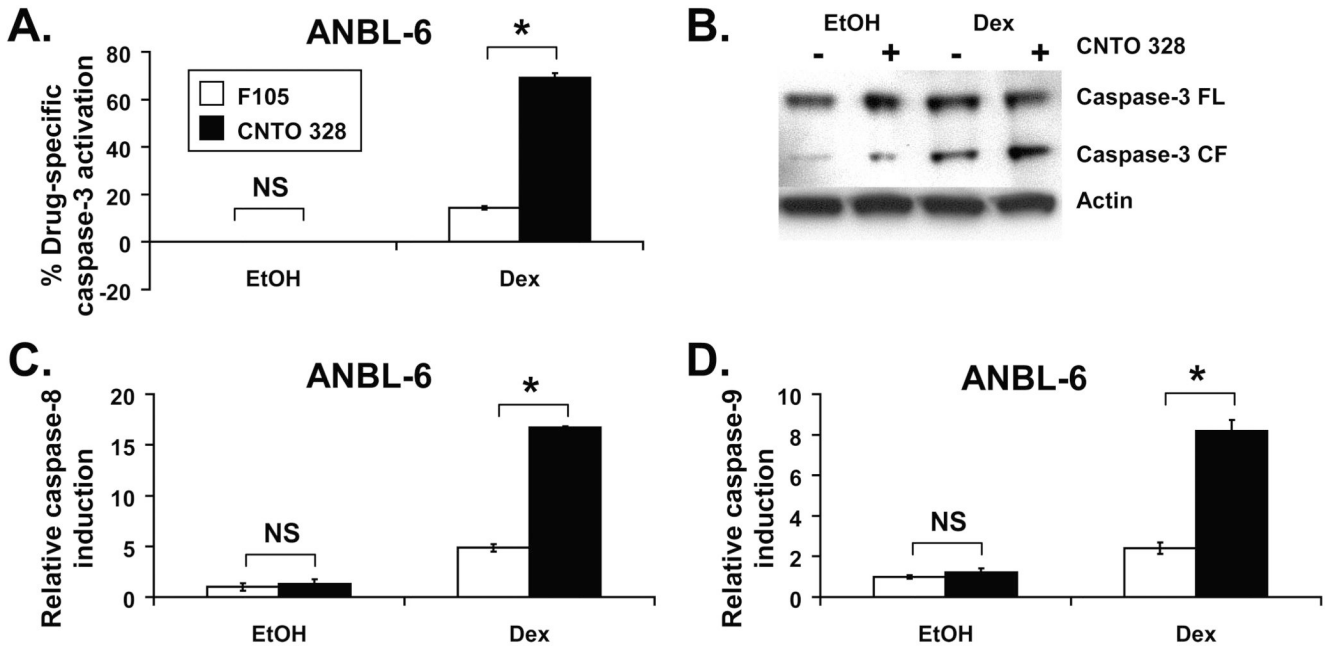 A.
ANBL-6
% Drug-specific
caspase-3 activation
80
60
40
20
0
-20
F105
CNTO 328
NS
*
EtOH
Dex
B.
EtOH Dex
- + - + CNTO 328
Caspase-3 FL
Caspase-3 CF
Actin
C.
ANBL-6
Relative caspase-8
induction
20
15
10
5
0
NS
*
EtOH
Dex
D.
ANBL-6
Relative caspase-9
induction
10
8
6
4
2
0
NS
*
EtOH
Dex